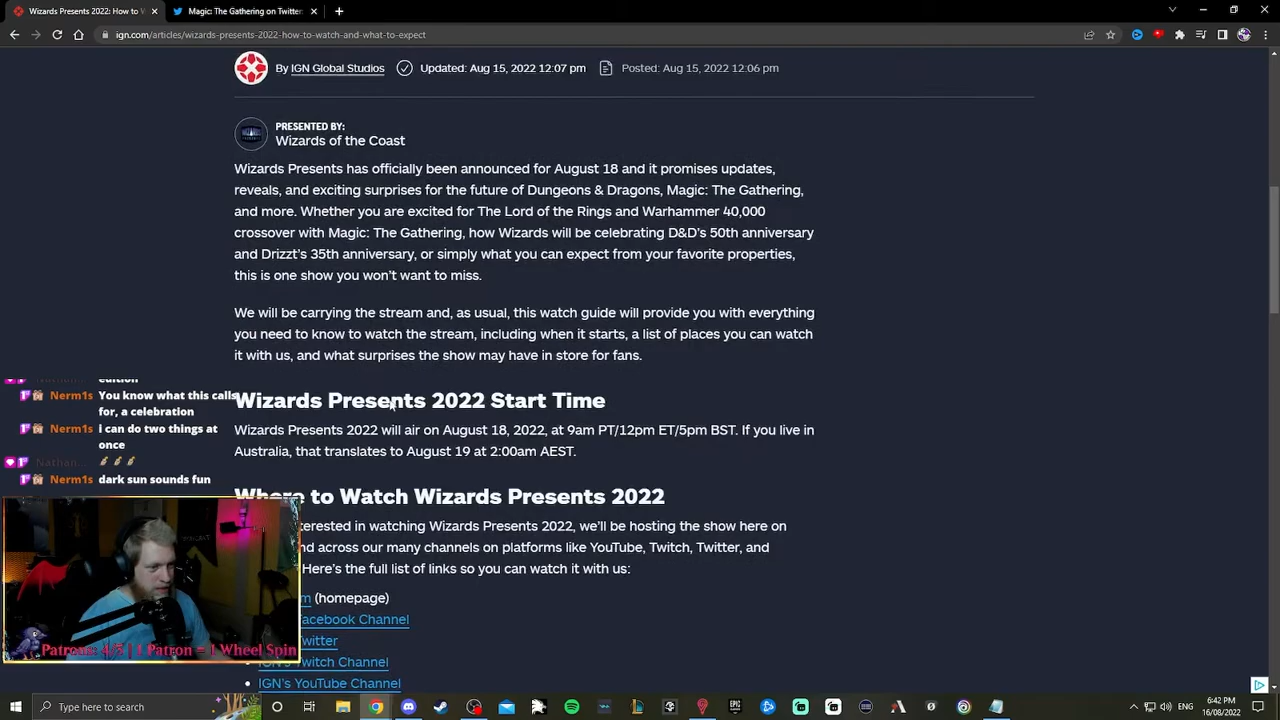 Wizards Presents 2022: How to W
Magic: The Gathering on Twitter:
ign.com/articles/wizards-presents-2022-how-to-watch-and-what-to-expect
By IGN Global Studios Updated: Aug 15, 2022 12:07 pm Posted: Aug 15, 2022 12:06 pm
PRESENTED BY:
Wizards of the Coast
Wizards Presents has officially been announced for August 18 and it promises updates,
reveals, and exciting surprises for the future of Dungeons & Dragons, Magic: The Gathering,
and more. Whether you are excited for The Lord of the Rings and Warhammer 40,000
crossover with Magic: The Gathering, how Wizards will be celebrating D&D's 50th anniversary
and Drizzt's 35th anniversary, or simply what you can expect from your favorite properties,
this is one show you won't want to miss.
We will be carrying the stream and, as usual, this watch guide will provide you with everything
you need to know to watch the stream, including when it starts, a list of places you can watch
it with us, and what surprises the show may have in store for fans.
Nathan... edition
Nerm1s You know what this calls
for, a celebration
Nerm1s i can do two things at
once
Nathan...
Nerm1s dark sun sounds fun
Wizards Presents 2022 Start Time
Wizards Presents 2022 will air on August 18, 2022, at 9am PT/12pm ET/5pm BST. If you live in
Australia, that translates to August 19 at 2:00am AEST.
Where to Watch Wizards Presents 2022
terested in watching Wizards Presents 2022, we'll be hosting the show here on
nd across our many channels on platforms like YouTube, Twitch, Twitter, and
Here's the full list of links so you can watch it with us:
m (homepage)
acebook Channel
witter
IGN's Twitch Channel
IGN's YouTube Channel
Patrons: 4/5 | 1 Patron = 1 Wheel Spin
Type here to search
6:42 PM
16/08/2022